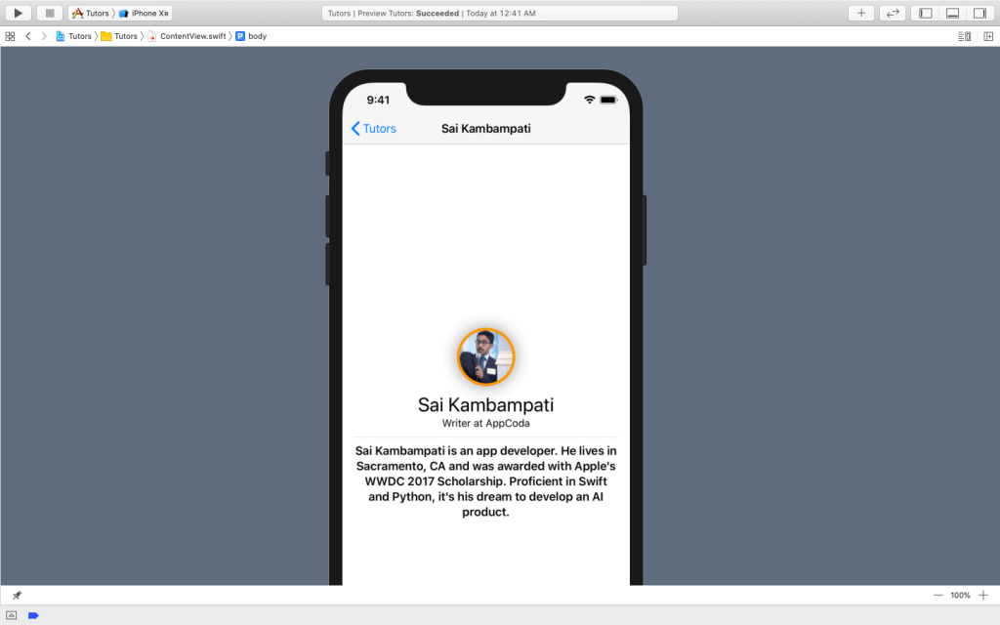 Tutors iPhone XR
Tutors | Preview Tutors: Succeeded | Today at 12:41 AM
Tutors Tutors ContentView.swift P body
9:41
Tutors Sai Kambampati
Sai Kambampati
Writer at AppCoda
Sai Kambampati is an app developer. He lives in
Sacramento, CA and was awarded with Apple's
WWDC 2017 Scholarship. Proficient in Swift
and Python, it's his dream to develop an AI
product.
100%